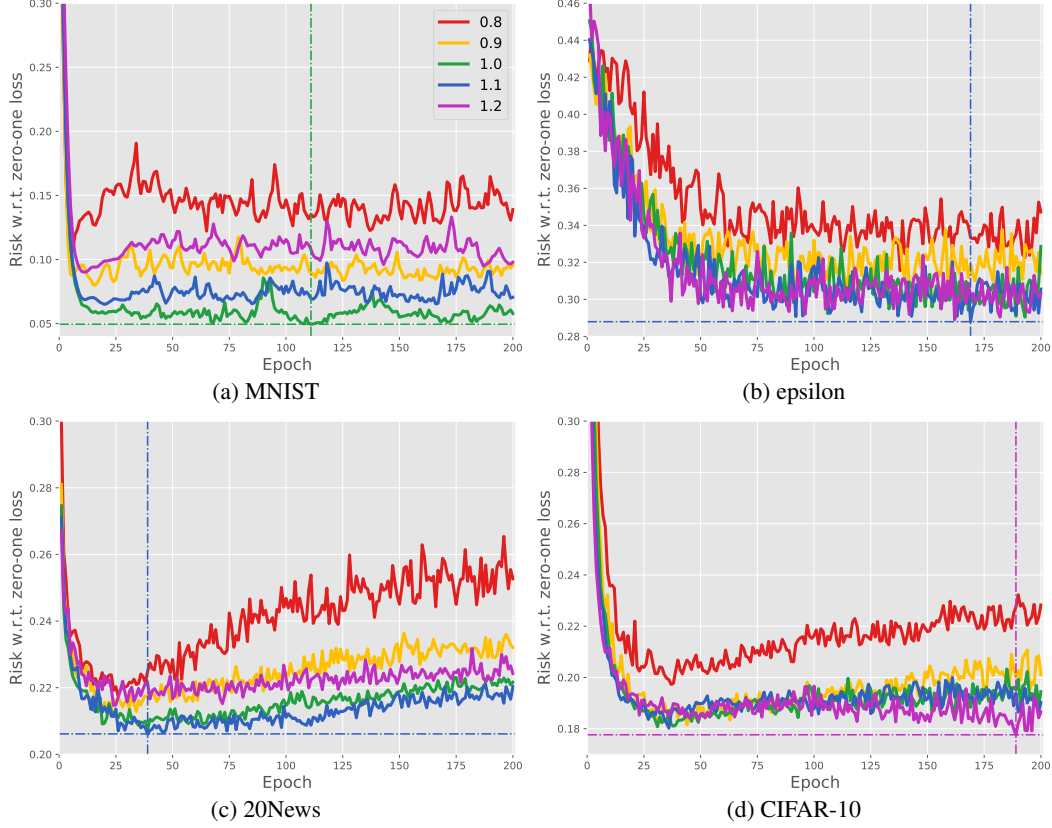 0.30
0.25
0.20
0.15
0.10
0.05
Risk w.r.t. zero-one loss
0 25 50 75 100 125 150 175 200
Epoch
0.8
0.9
1.0
1.1
1.2
(a) MNIST
0.46
0.44
0.42
0.40
0.38
0.36
0.34
0.32
0.30
0.28
Risk w.r.t. zero-one loss
0 25 50 75 100 125 150 175 200
Epoch
(b) epsilon
0.30
0.28
0.26
0.24
0.22
0.20
Risk w.r.t. zero-one loss
0 25 50 75 100 125 150 175 200
Epoch
(c) 20News
0.30
0.28
0.26
0.24
0.22
0.20
0.18
Risk w.r.t. zero-one loss
0 25 50 75 100 125 150 175 200
Epoch
(d) CIFAR-10